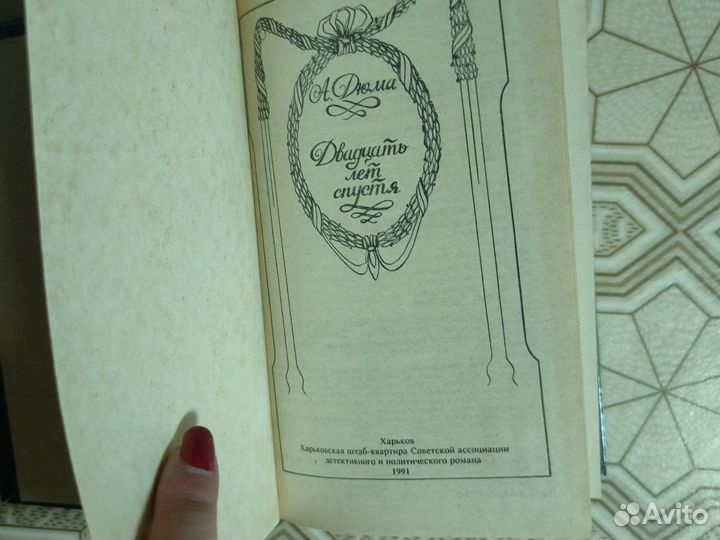 А. Дюма
Двадцать
лет
спустя
Харьков
Харьковская штаб-квартира Советской ассоциации
детективного и политического романа
1991
Avito